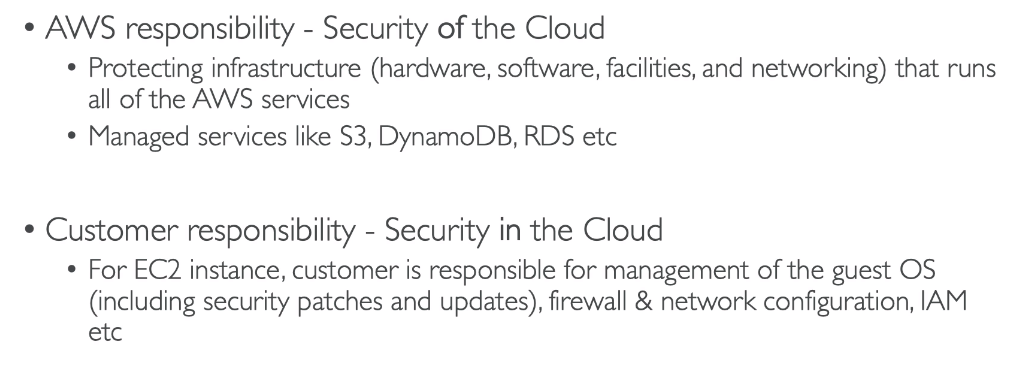 • AWS responsibility - Security of the Cloud
• Protecting infrastructure (hardware, software, facilities, and networking) that runs
all of the AWS services
• Managed services like S3, DynamoDB, RDS etc
• Customer responsibility - Security in the Cloud
• For EC2 instance, customer is responsible for management of the guest OS
(including security patches and updates), firewall & network configuration, IAM
etc